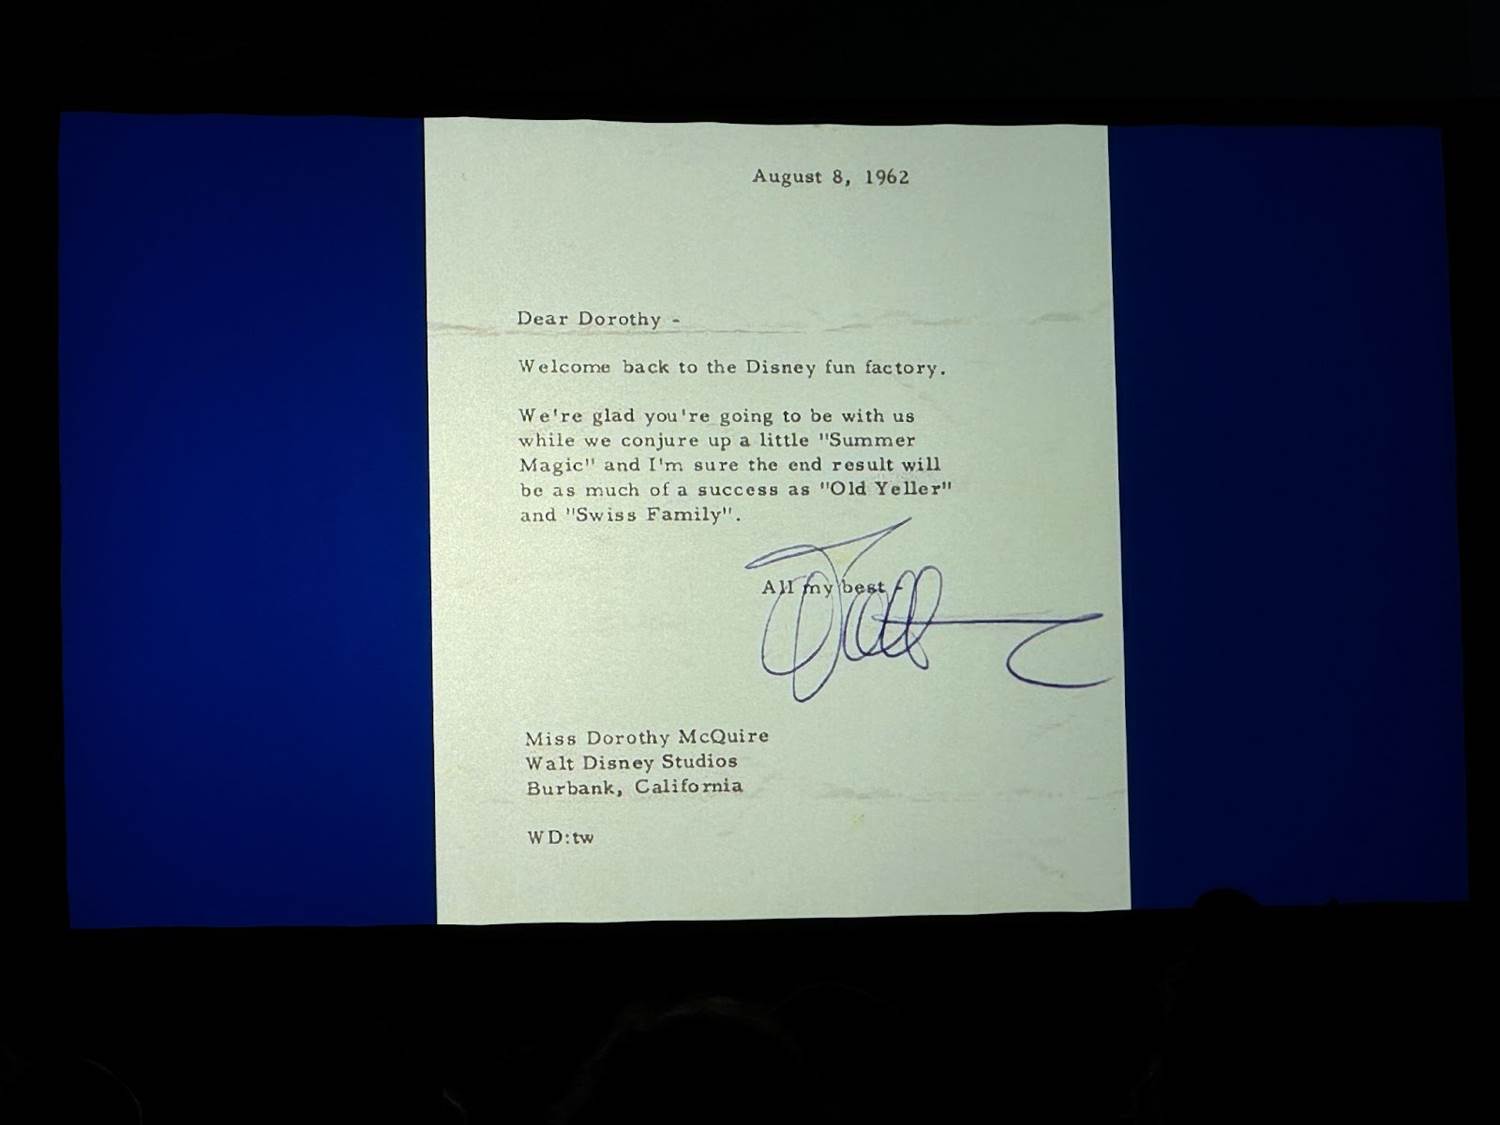 August 8, 1962
Dear Dorothy -
Welcome back to the Disney fun factory.
We're glad you're going to be with us
while we conjure up a little "Summer
Magic" and I'm sure the end result will
be as much of a success as "Old Yeller"
and "Swiss Family".
All my best -
Walt
Miss Dorothy McQuire
Walt Disney Studios
Burbank, California
WD:tw